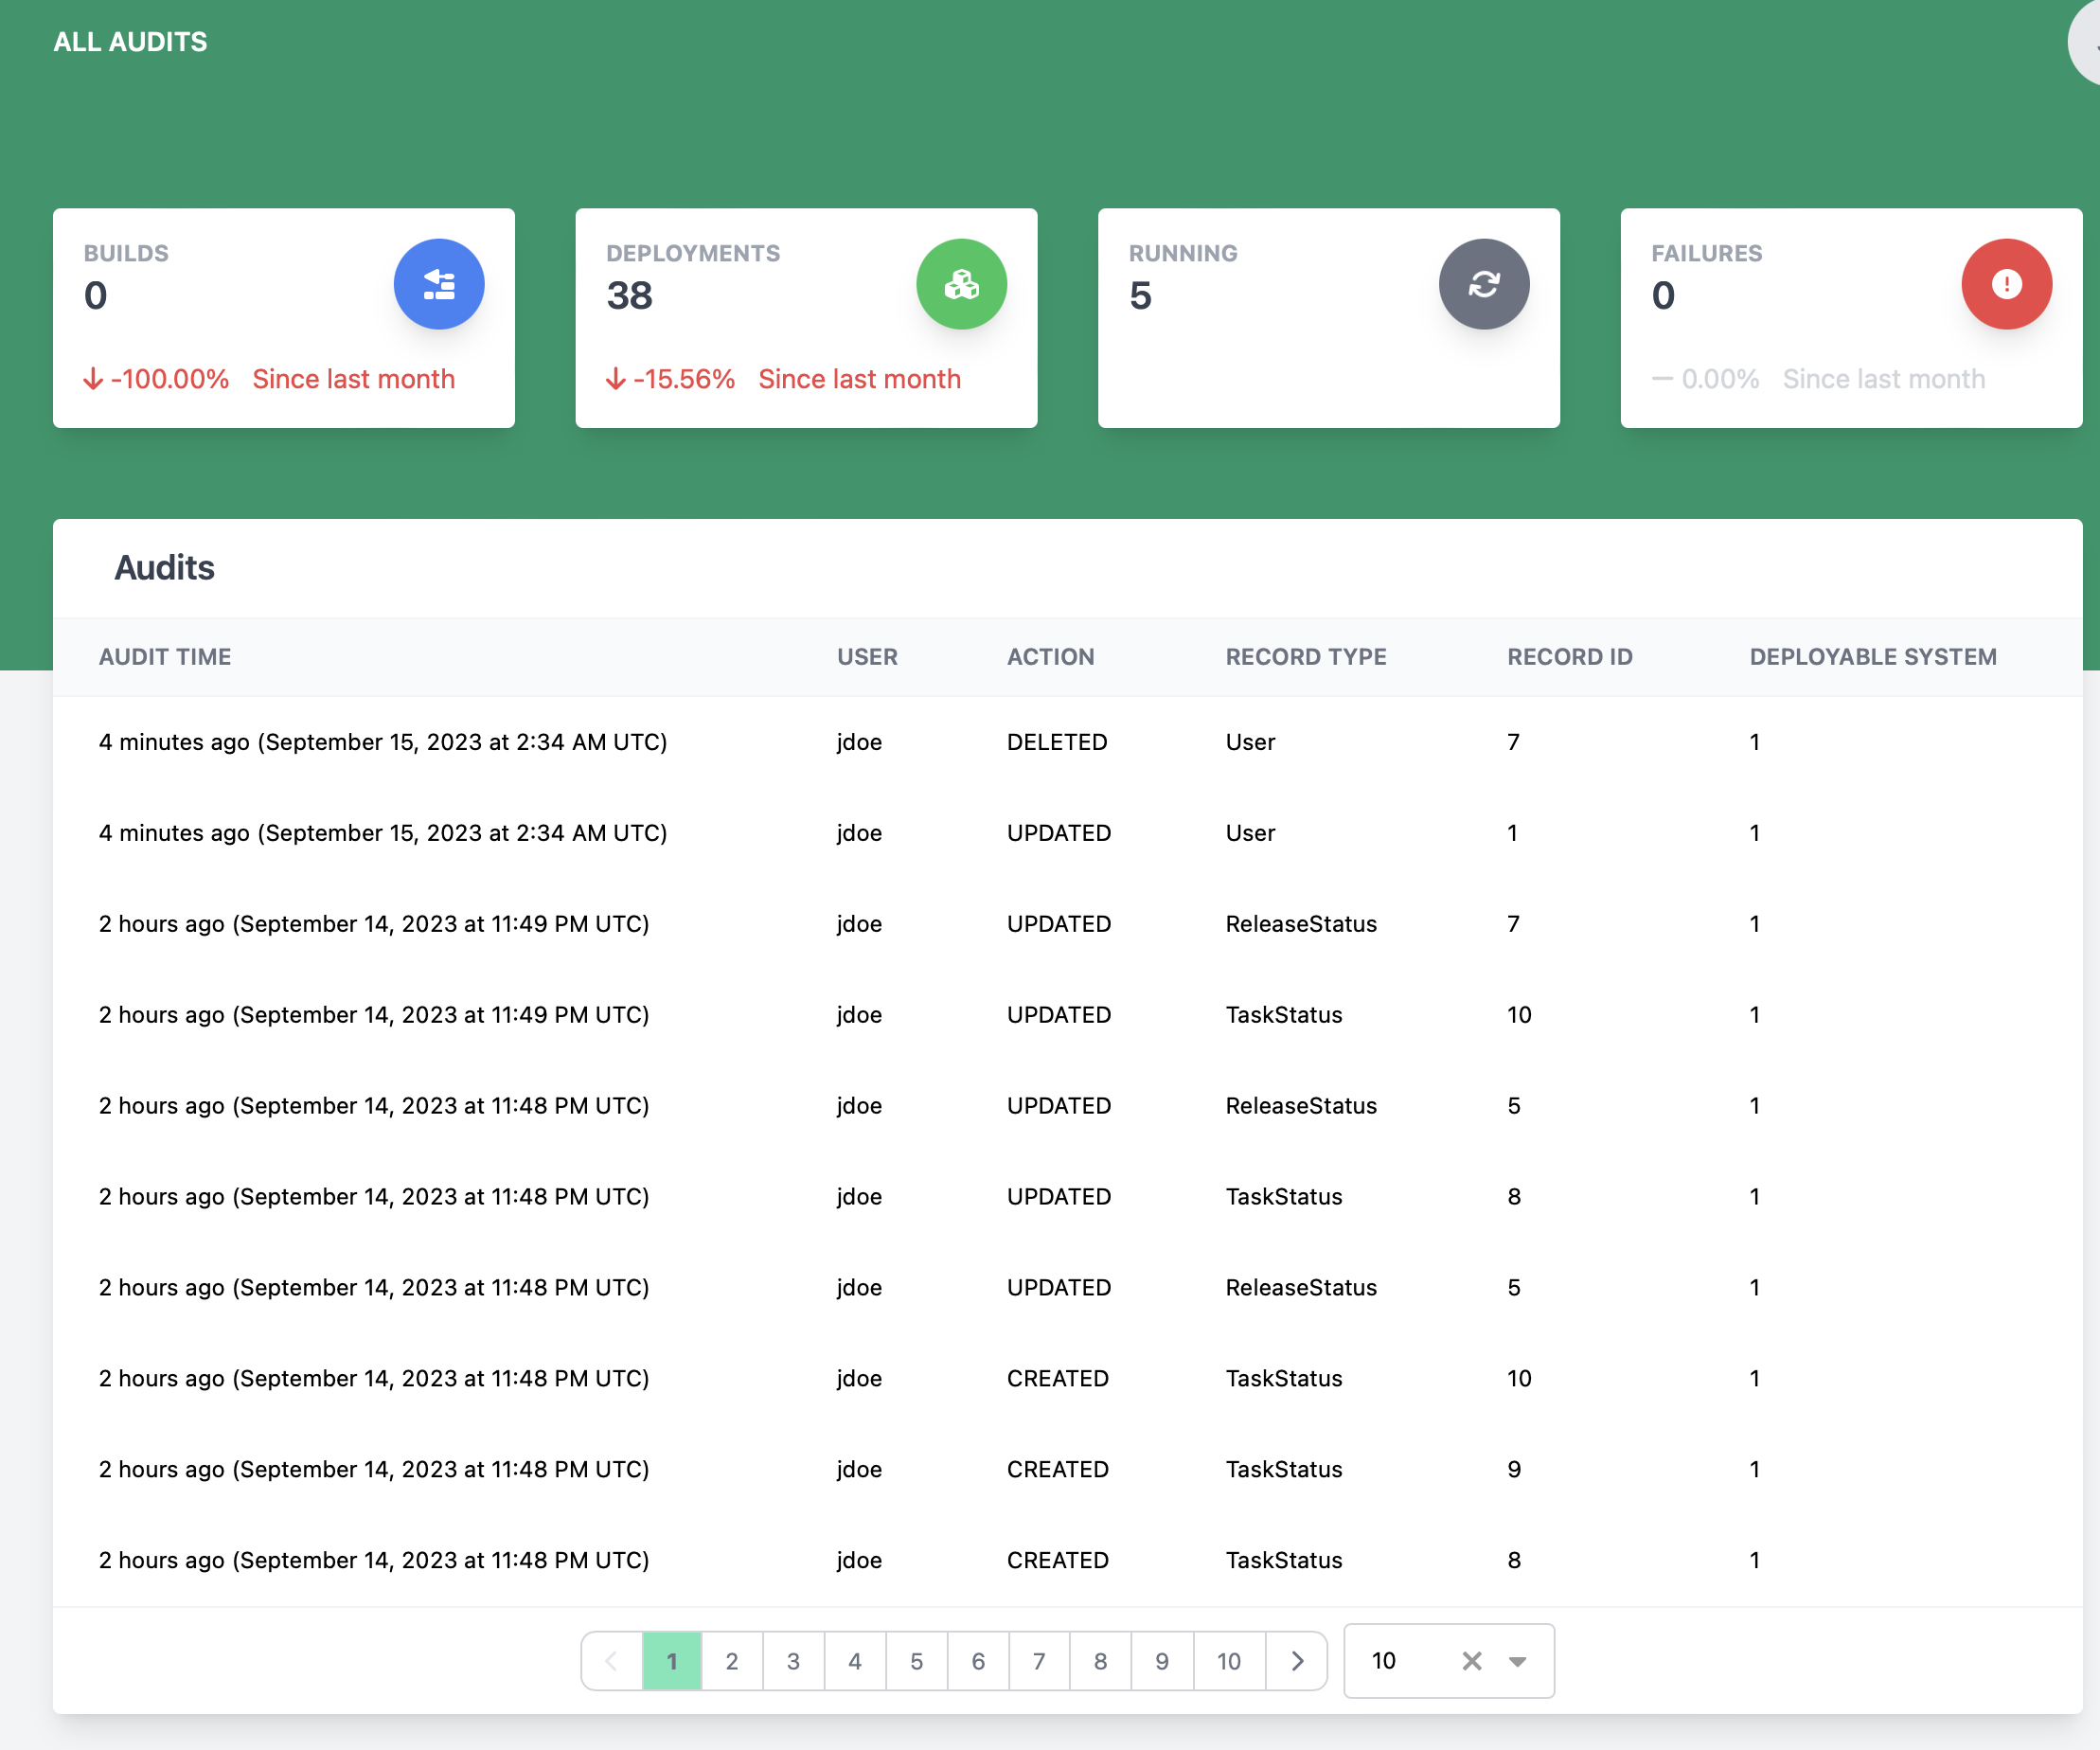 ALL AUDITS
BUILDS
0
-100.00% Since last month
DEPLOYMENTS
38
-15.56% Since last month
RUNNING
5
FAILURES
0
0.00% Since last month
Audits
AUDIT TIME USER ACTION RECORD TYPE RECORD ID DEPLOYABLE SYSTEM
4 minutes ago (September 15, 2023 at 2:34 AM UTC) jdoe DELETED User 7 1
4 minutes ago (September 15, 2023 at 2:34 AM UTC) jdoe UPDATED User 1 1
2 hours ago (September 14, 2023 at 11:49 PM UTC) jdoe UPDATED ReleaseStatus 7 1
2 hours ago (September 14, 2023 at 11:49 PM UTC) jdoe UPDATED TaskStatus 10 1
2 hours ago (September 14, 2023 at 11:48 PM UTC) jdoe UPDATED ReleaseStatus 5 1
2 hours ago (September 14, 2023 at 11:48 PM UTC) jdoe UPDATED TaskStatus 8 1
2 hours ago (September 14, 2023 at 11:48 PM UTC) jdoe UPDATED ReleaseStatus 5 1
2 hours ago (September 14, 2023 at 11:48 PM UTC) jdoe CREATED TaskStatus 10 1
2 hours ago (September 14, 2023 at 11:48 PM UTC) jdoe CREATED TaskStatus 9 1
2 hours ago (September 14, 2023 at 11:48 PM UTC) jdoe CREATED TaskStatus 8 1
1 2 3 4 5 6 7 8 9 10 10